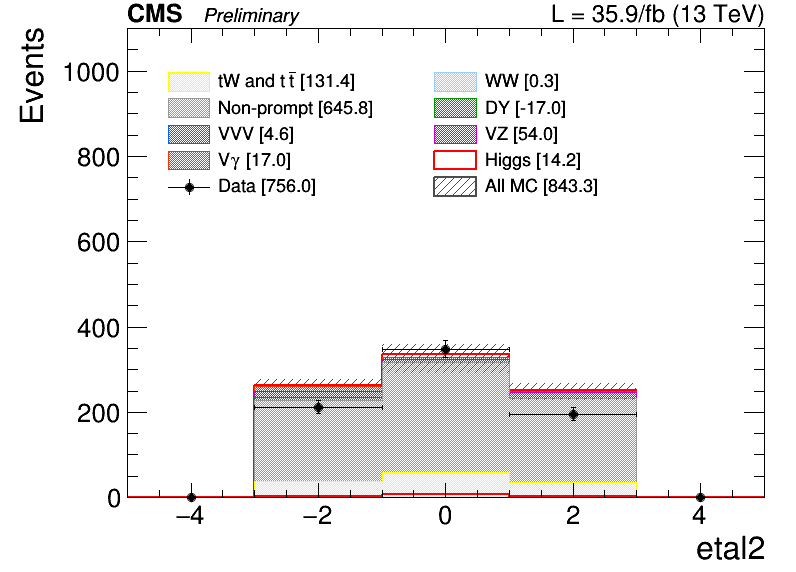 CMS Preliminary L = 35.9/fb (13 TeV)
Events
1000
800
600
400
200
0
tW and tt̅ [131.4]
Non-prompt [645.8]
VVV [4.6]
Vγ [17.0]
Data [756.0]
WW [0.3]
DY [-17.0]
VZ [54.0]
Higgs [14.2]
All MC [843.3]
−4 −2 0 2 4
etal2